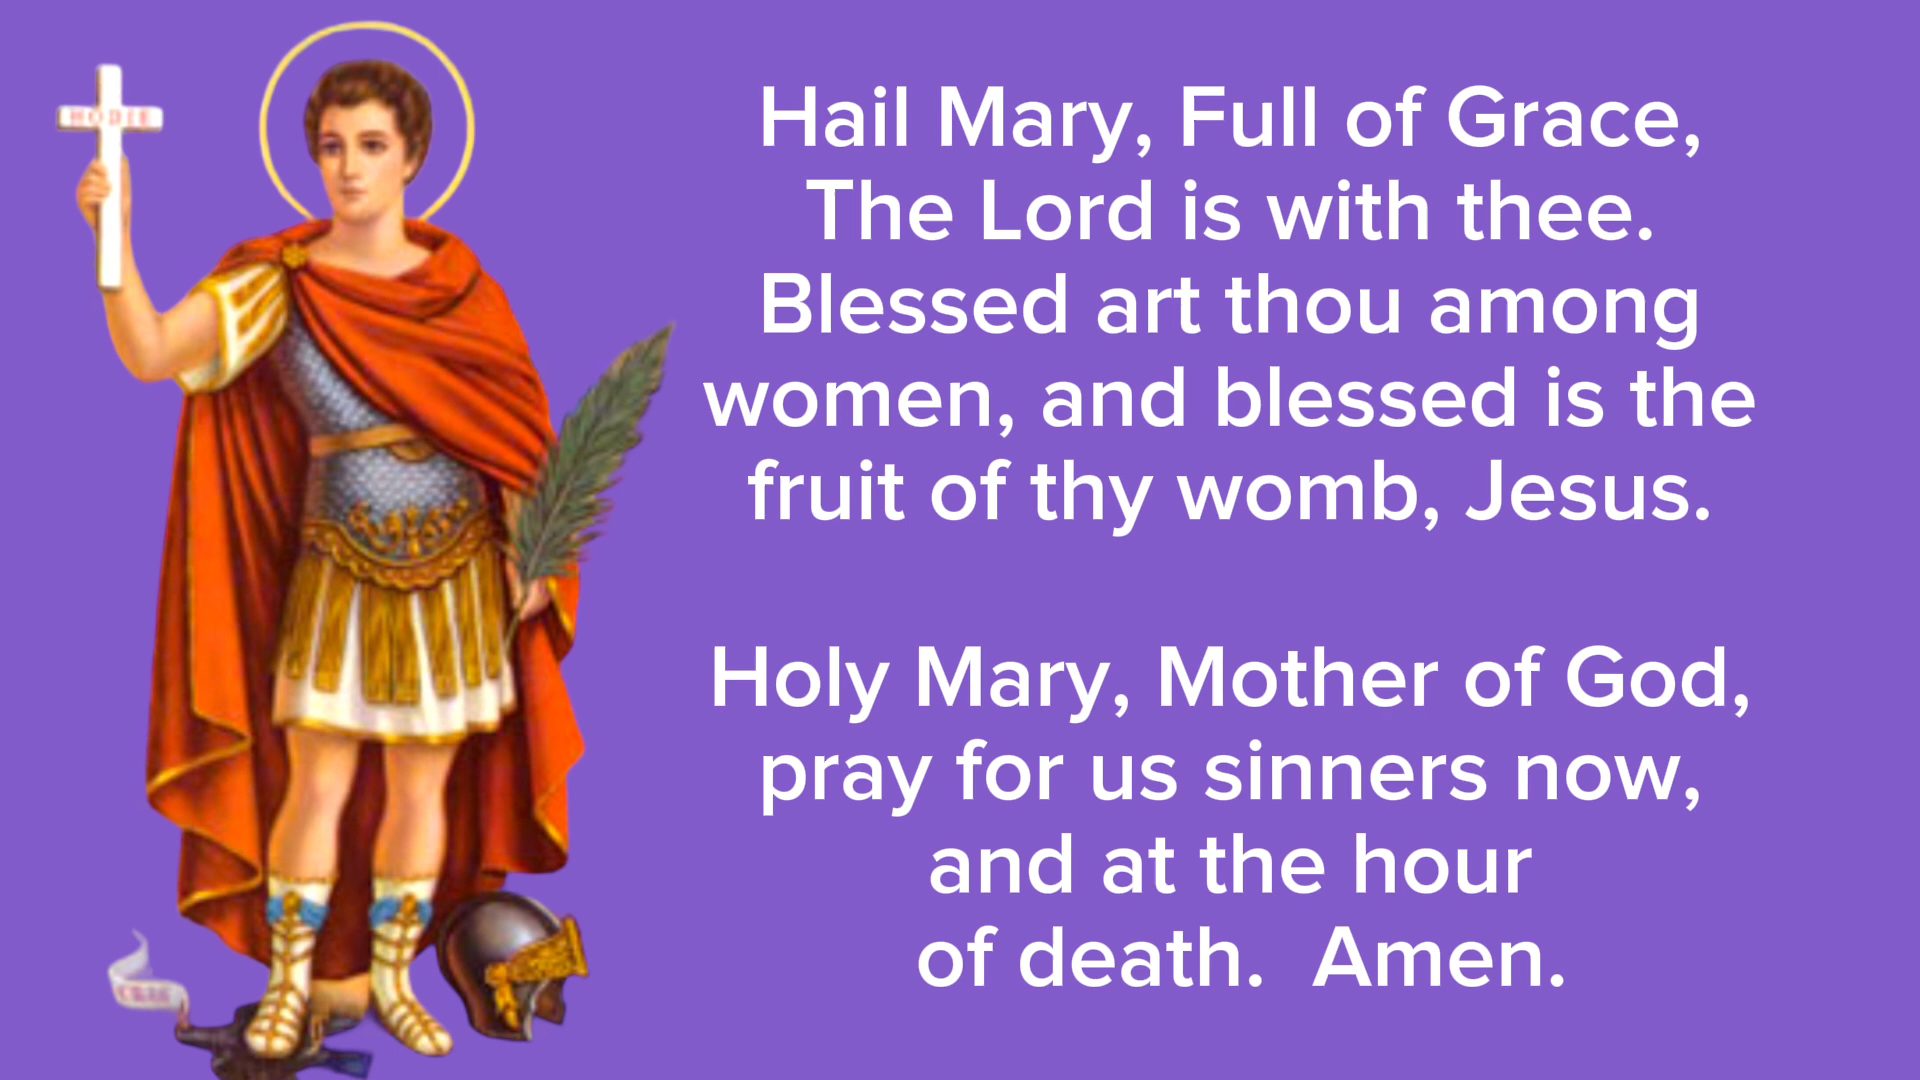 HODIE
Hail Mary, Full of Grace,
The Lord is with thee.
Blessed art thou among
women, and blessed is the
fruit of thy womb, Jesus.
Holy Mary, Mother of God,
pray for us sinners now,
and at the hour
of death. Amen.